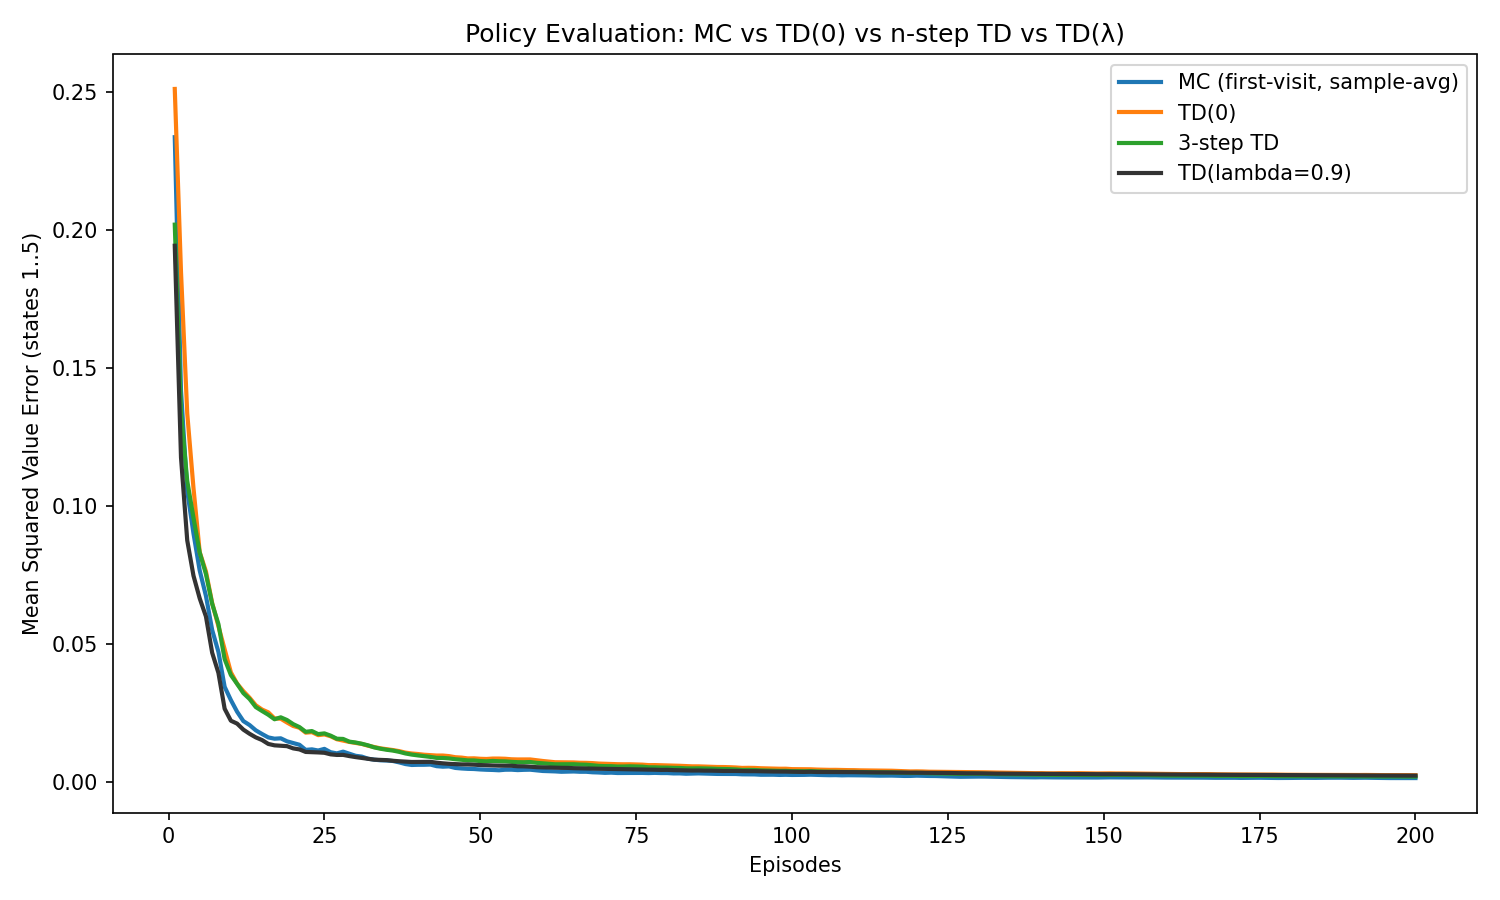 Policy Evaluation: MC vs TD(0) vs n-step TD vs TD(λ)
MC (first-visit, sample-avg)
TD(0)
3-step TD
TD(lambda=0.9)
Mean Squared Value Error (states 1..5)
0.25
0.20
0.15
0.10
0.05
0.00
0 25 50 75 100 125 150 175 200
Episodes